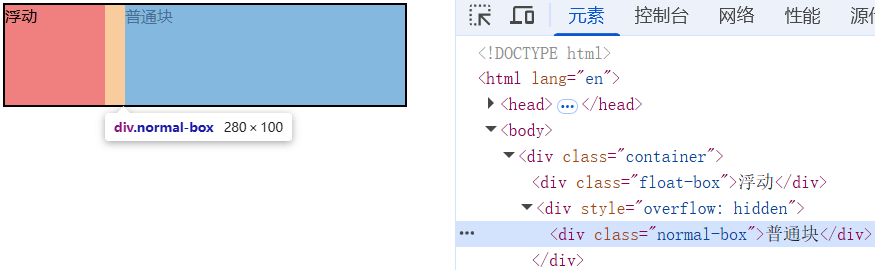 浮动 普通块
div.normal-box 280 × 100
元素 控制台 网络 性能
<!DOCTYPE html>
<html lang="en">
<head> ••• </head>
<body>
<div class="container">
<div class="float-box">浮动</div>
<div style="overflow: hidden">
••• <div class="normal-box">普通块</div>
</div>